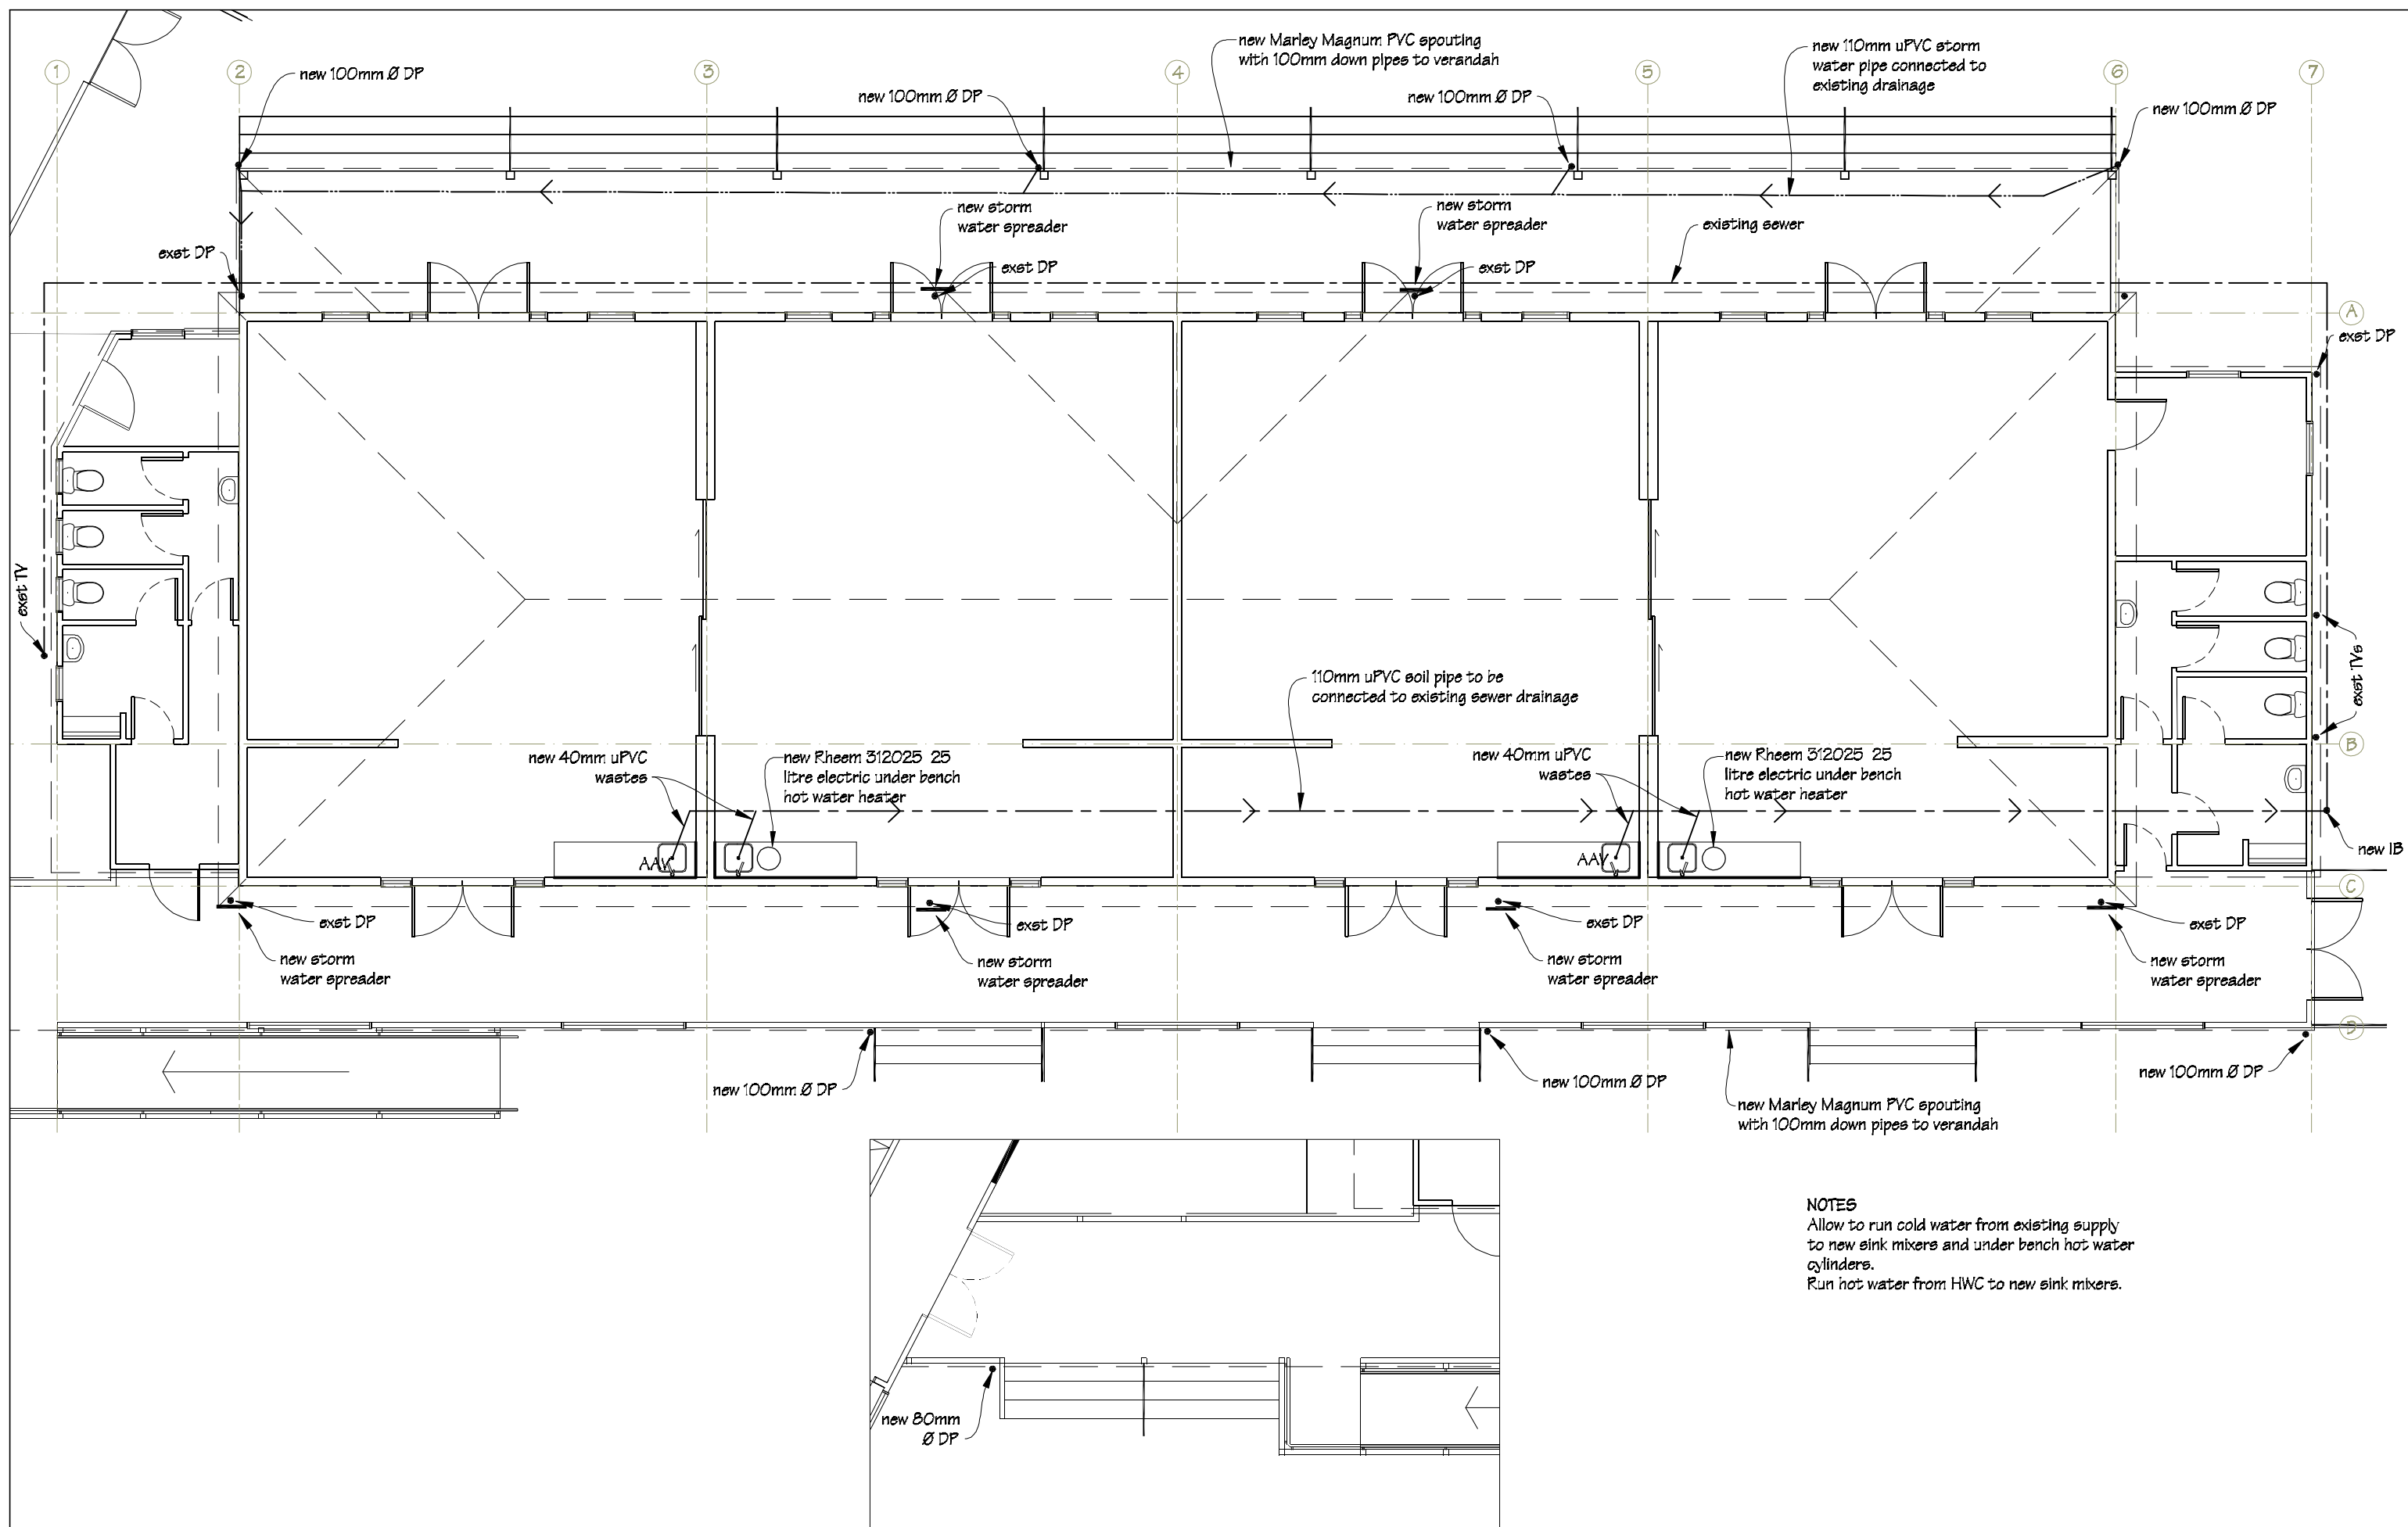 new Marley Magnum PVC spouting
with 100mm down pipes to verandah
new 110mm uPVC storm
water pipe connected to
existing drainage
1
2
3
4
5
6
7
new 100mm Ø DP
new 100mm Ø DP
new 100mm Ø DP
new 100mm Ø DP
new storm
water spreader
new storm
water spreader
existing sewer
exst DP
exst DP
exst DP
A
exst DP
exst TV
exst TVs
110mm uPVC soil pipe to be
connected to existing sewer drainage
B
new 40mm uPVC
wastes
new Rheem 312025 25
litre electric under bench
hot water heater
new 40mm uPVC
wastes
new Rheem 312025 25
litre electric under bench
hot water heater
AAV
AAV
new IB
C
exst DP
exst DP
exst DP
exst DP
new storm
water spreader
new storm
water spreader
new storm
water spreader
new storm
water spreader
D
new 100mm Ø DP
new 100mm Ø DP
new 100mm Ø DP
new Marley Magnum PVC spouting
with 100mm down pipes to verandah
NOTES
Allow to run cold water from existing supply
to new sink mixers and under bench hot water
cylinders.
Run hot water from HWC to new sink mixers.
new 80mm
Ø DP